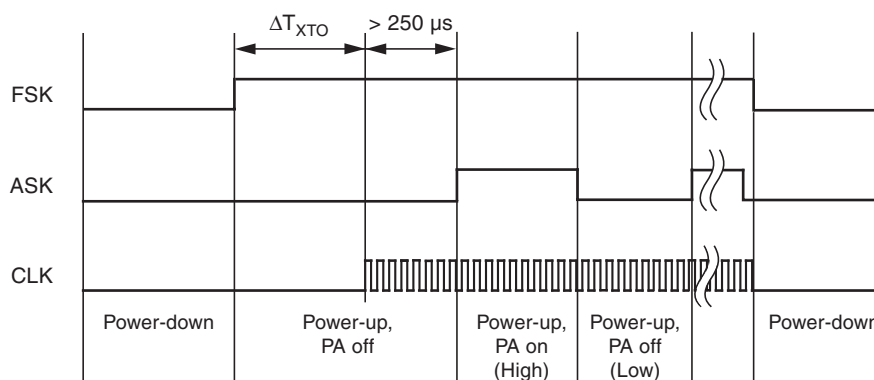 ΔT_XTO
> 250 µs
FSK
ASK
CLK
Power-down
Power-up,
PA off
Power-up,
PA on
(High)
Power-up,
PA off
(Low)
Power-down